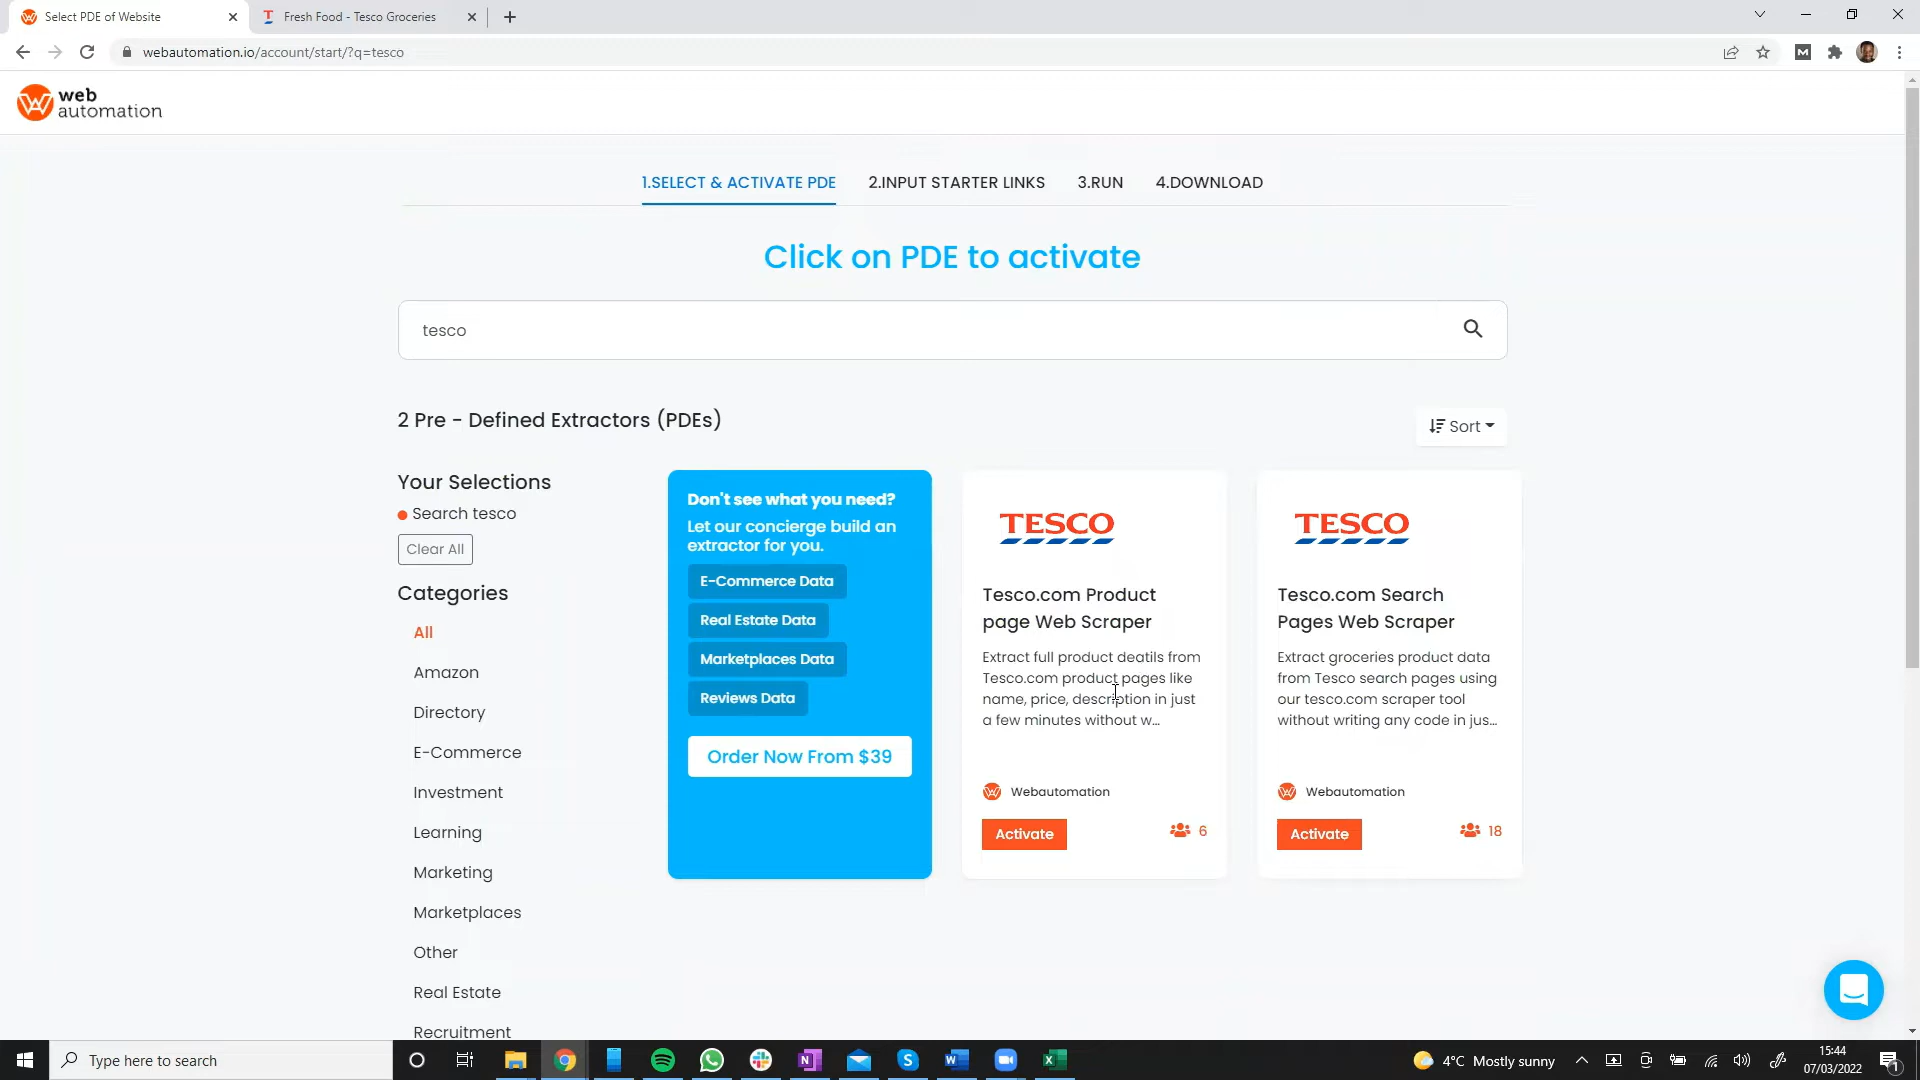 Select PDE of Website
Fresh Food - Tesco Groceries
webautomation.io/account/start/?q=tesco
web
automation
1.SELECT & ACTIVATE PDE
2.INPUT STARTER LINKS
3.RUN
4.DOWNLOAD
Click on PDE to activate
tesco
2 Pre - Defined Extractors (PDEs)
Sort
Your Selections
Search tesco
Clear All
Categories
All
Amazon
Directory
E-Commerce
Investment
Learning
Marketing
Marketplaces
Other
Real Estate
Recruitment
Don't see what you need?
Let our concierge build an
extractor for you.
E-Commerce Data
Real Estate Data
Marketplaces Data
Reviews Data
Order Now From $39
TESCO
Tesco.com Product
page Web Scraper
Extract full product deatils from
Tesco.com product pages like
name, price, description in just
a few minutes without w...
Webautomation
Activate
6
TESCO
Tesco.com Search
Pages Web Scraper
Extract groceries product data
from Tesco search pages using
our tesco.com scraper tool
without writing any code in jus...
Webautomation
Activate
18
Type here to search
4°C Mostly sunny
15:44
07/03/2022
1